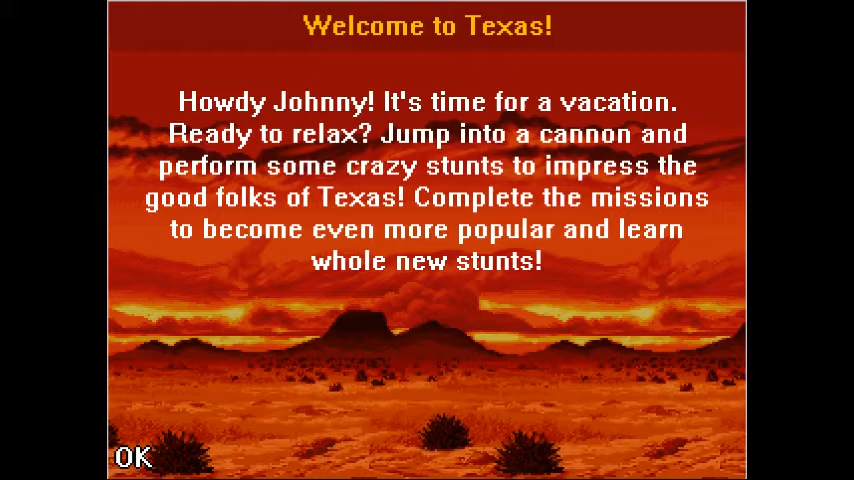 Welcome to Texas!
Howdy Johnny! It's time for a vacation.
Ready to relax? Jump into a cannon and
perform some crazy stunts to impress the
good folks of Texas! Complete the missions
to become even more popular and learn
whole new stunts!
OK